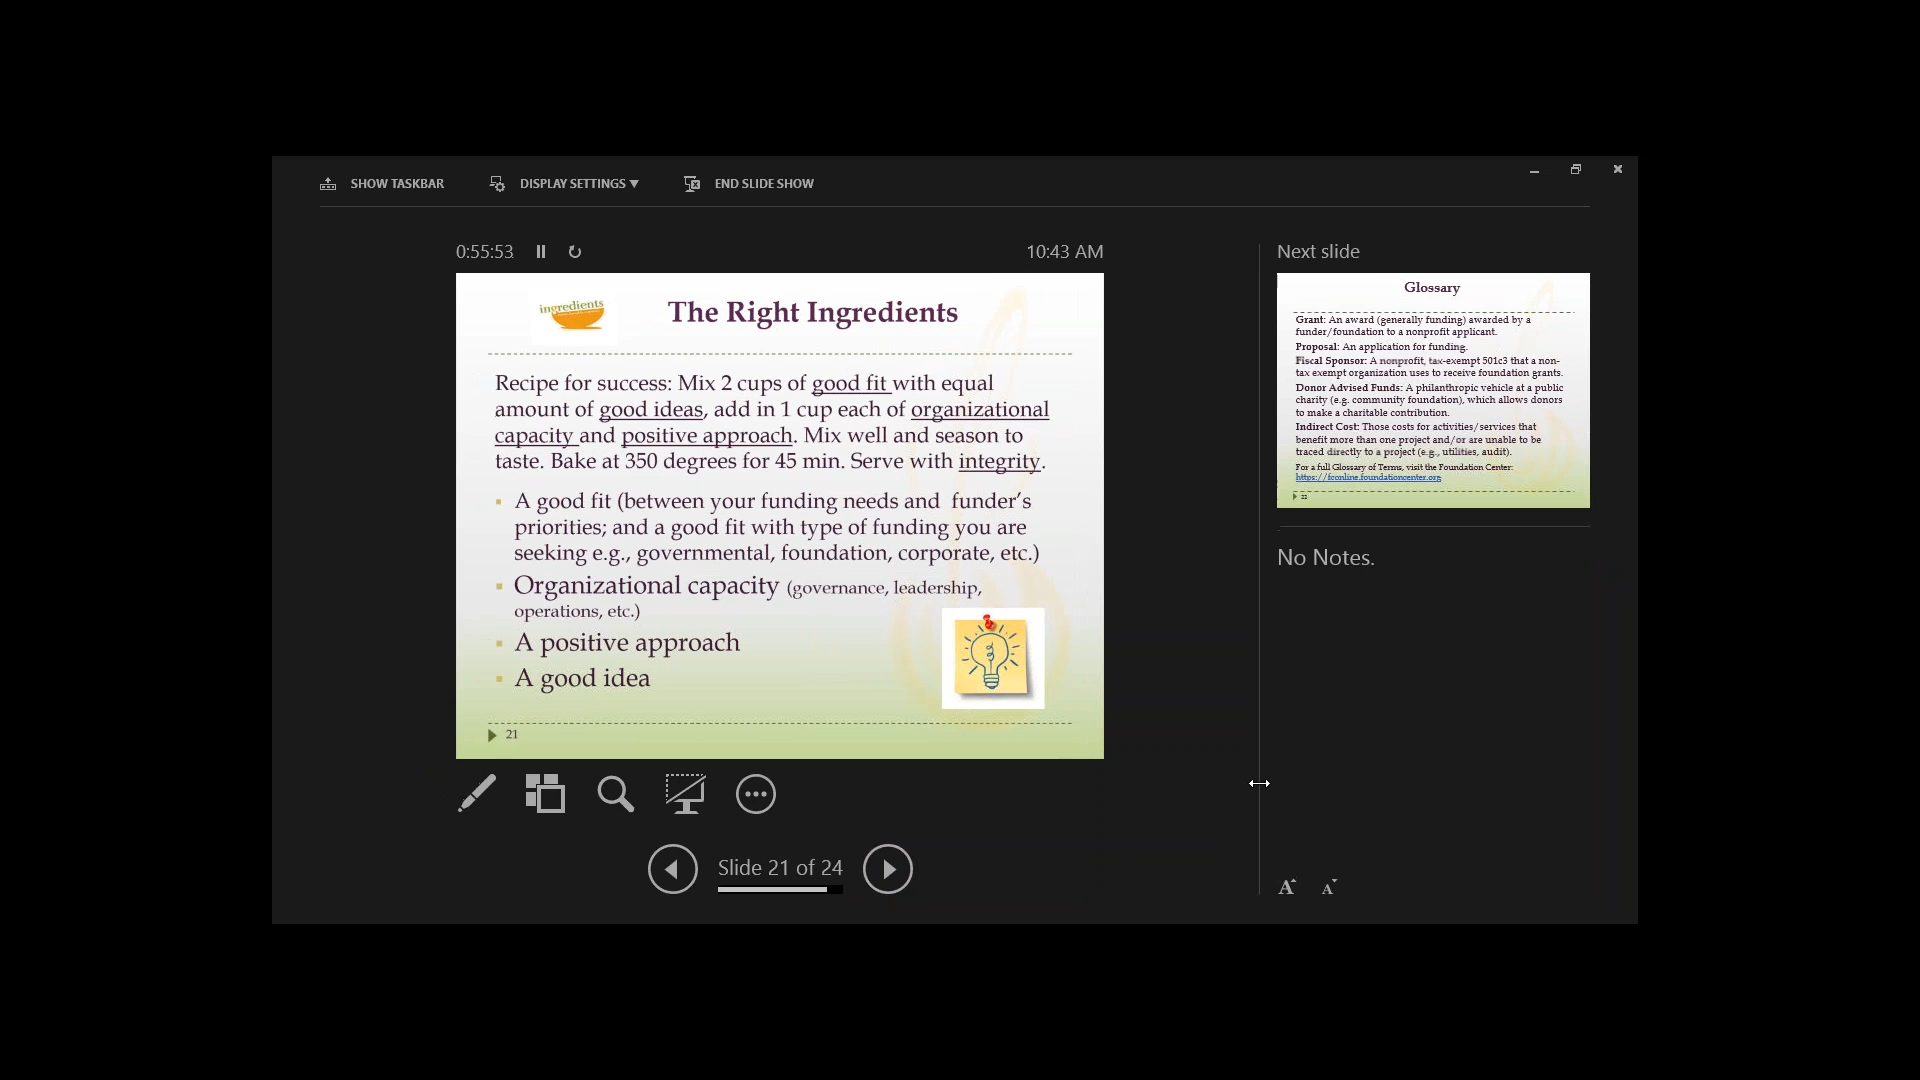 SHOW TASKBAR
DISPLAY SETTINGS ▼
END SLIDE SHOW
0:55:53
10:43 AM
ingredients
The Right Ingredients
Recipe for success: Mix 2 cups of good fit with equal
amount of good ideas, add in 1 cup each of organizational
capacity and positive approach. Mix well and season to
taste. Bake at 350 degrees for 45 min. Serve with integrity.
▪ A good fit (between your funding needs and  funder’s
priorities; and a good fit with type of funding you are
seeking e.g., governmental, foundation, corporate, etc.)
▪ Organizational capacity (governance, leadership,
operations, etc.)
▪ A positive approach
▪ A good idea
21
Slide 21 of 24
Next slide
Glossary
Grant: An award (generally funding) awarded by a
funder/foundation to a nonprofit applicant.
Proposal: An application for funding.
Fiscal Sponsor: A nonprofit, tax-exempt 501c3 that a non-
tax exempt organization uses to receive foundation grants.
Donor Advised Funds: A philanthropic vehicle at a public
charity (e.g. community foundation), which allows donors
to make a charitable contribution.
Indirect Cost: Those costs for activities/services that
benefit more than one project and/or are unable to be
traced directly to a project (e.g., utilities, audit).
For a full Glossary of Terms, visit the Foundation Center:
https://fconline.foundationcenter.org
22
No Notes.
A A